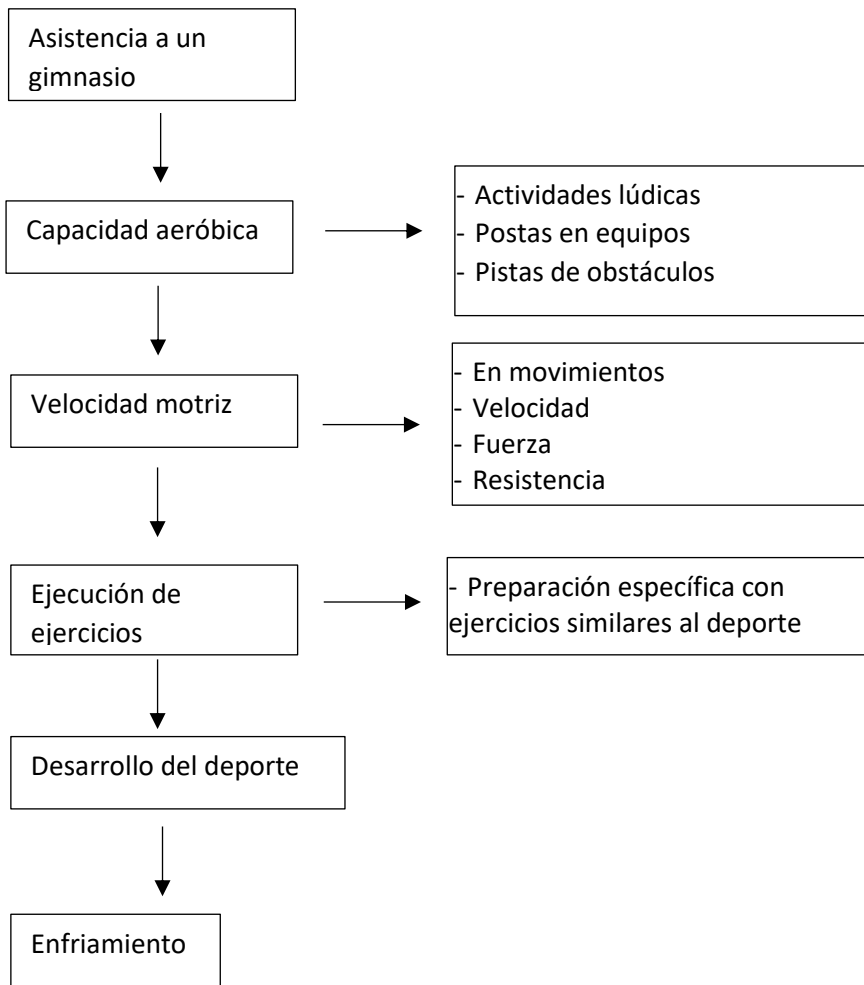 Asistencia a un
gimnasio
Capacidad aeróbica
- Actividades lúdicas
- Postas en equipos
- Pistas de obstáculos
Velocidad motriz
- En movimientos
- Velocidad
- Fuerza
- Resistencia
Ejecución de
ejercicios
- Preparación específica con
ejercicios similares al deporte
Desarrollo del deporte
Enfriamiento